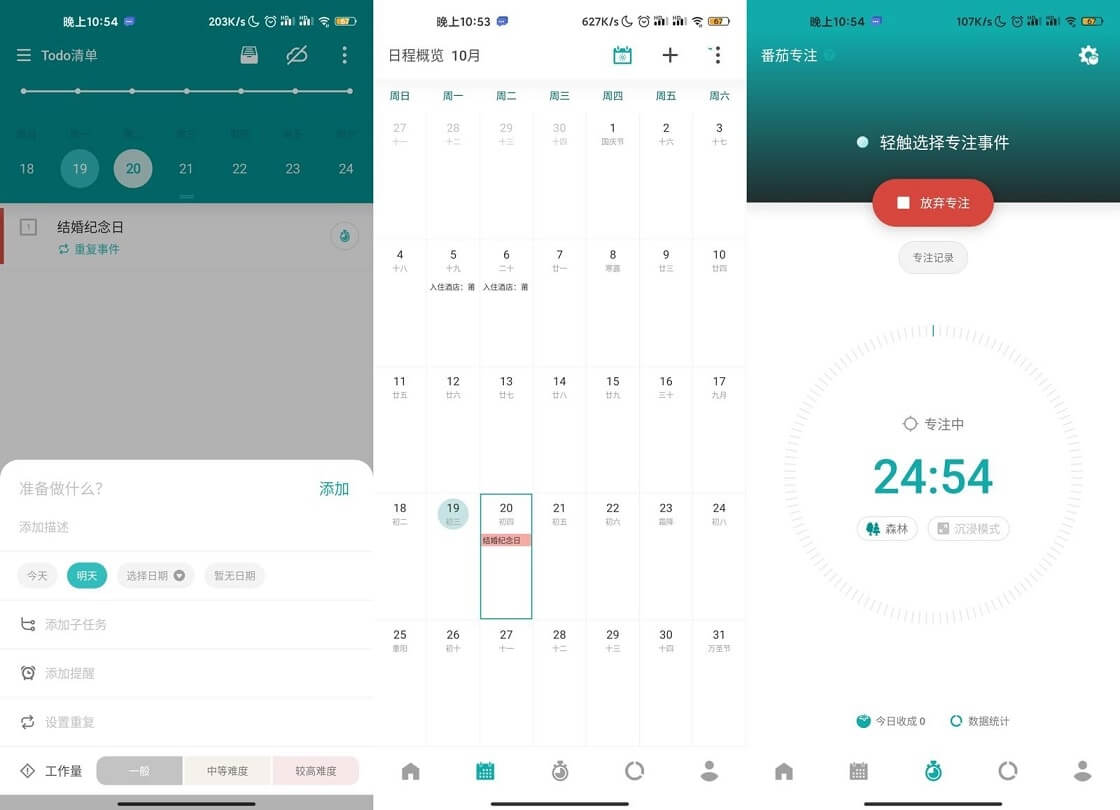 晚上10:54
203K/s
67
Todo清单
18 19 20 21 22 23 24
结婚纪念日
重复事件
准备做什么？
添加
添加描述
今天 明天 选择日期 暂无日期
添加子任务
添加提醒
设置重复
工作量 一般 中等难度 较高难度
晚上10:53
627K/s
67
日程概览 10月
周日 周一 周二 周三 周四 周五 周六
27 28 29 30 1 2 3
十一 十二 十三 十四 国庆节 十六 十七
4 5 6 7 8 9 10
十八 十九 二十 廿一 寒露 廿三 廿四
入住酒店：莆 入住酒店：莆
11 12 13 14 15 16 17
廿五 廿六 廿七 廿八 廿九 三十 九月
18 19 20 21 22 23 24
初二 初三 初四 初五 初六 霜降 初八
结婚纪念日
25 26 27 28 29 30 31
重阳 初十 十一 十二 十三 十四 万圣节
晚上10:54
107K/s
67
番茄专注
轻触选择专注事件
放弃专注
专注记录
专注中
24:54
森林 沉浸模式
今日收成 0 数据统计